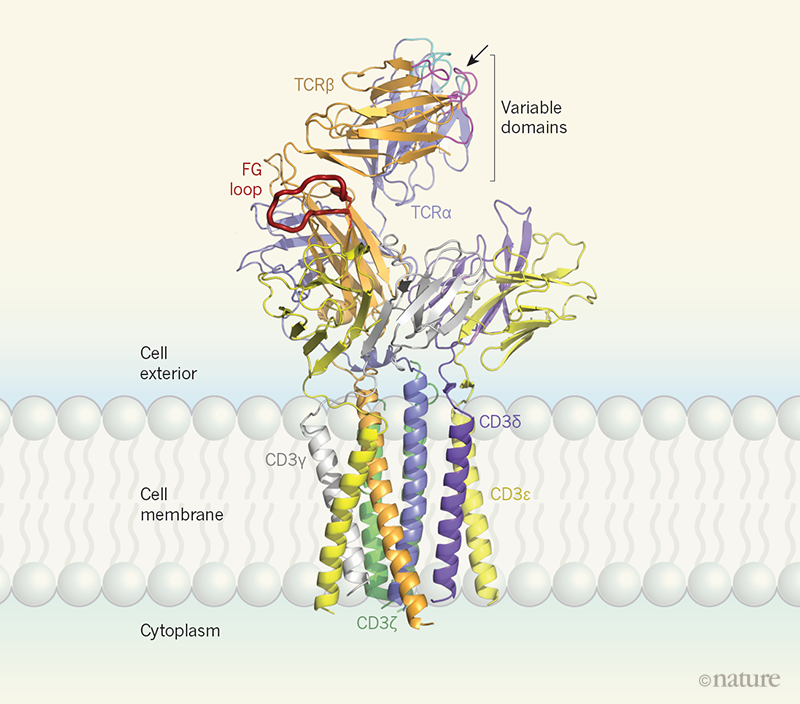 TCRβ
Variable
domains
FG
loop
TCRα
Cell
exterior
CD3δ
CD3γ
Cell
membrane
CD3ε
CD3ζ
Cytoplasm
©nature